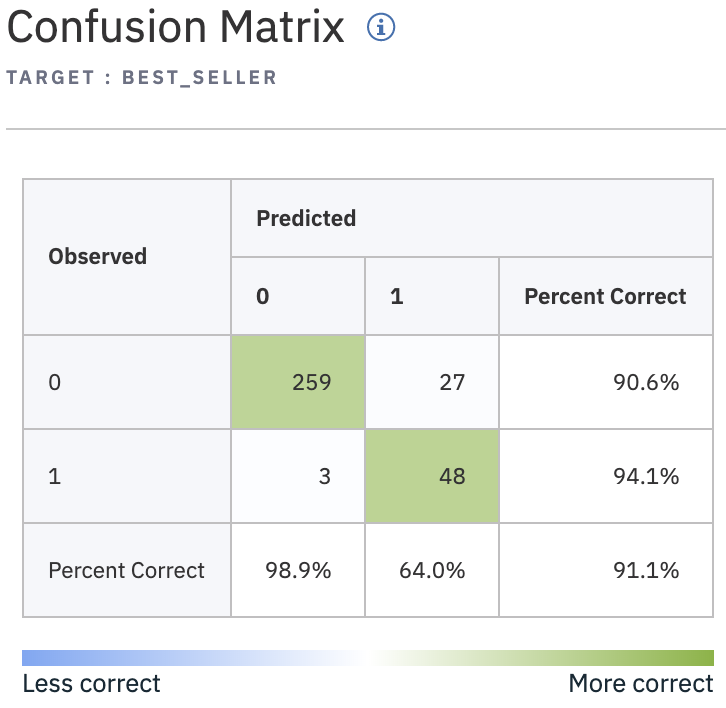 Confusion Matrix
TARGET : BEST_SELLER
Observed
Predicted
0 1 Percent Correct
0 259 27 90.6%
1 3 48 94.1%
Percent Correct 98.9% 64.0% 91.1%
Less correct More correct